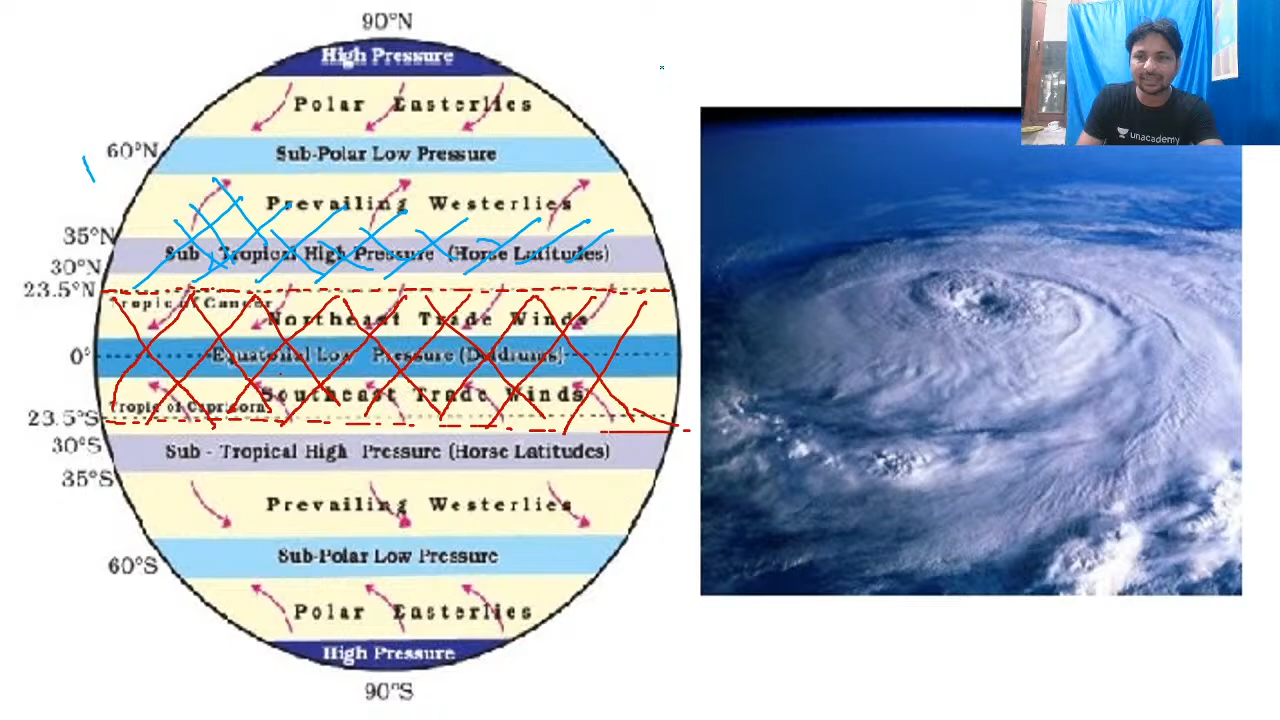 90°N
High Pressure
Polar Easterlies
60°N
Sub-Polar Low Pressure
Prevailing Westerlies
35°N
Sub - Tropical High Pressure (Horse Latitudes)
30°N
23.5°N
Tropic of Cancer
Northeast Trade Winds
0°
Equatorial Low Pressure (Doldrums)
Southeast Trade Winds
Tropic of Capricorn
23.5°S
30°S
Sub - Tropical High Pressure (Horse Latitudes)
35°S
Prevailing Westerlies
Sub-Polar Low Pressure
60°S
Polar Easterlies
High Pressure
90°S
unacademy